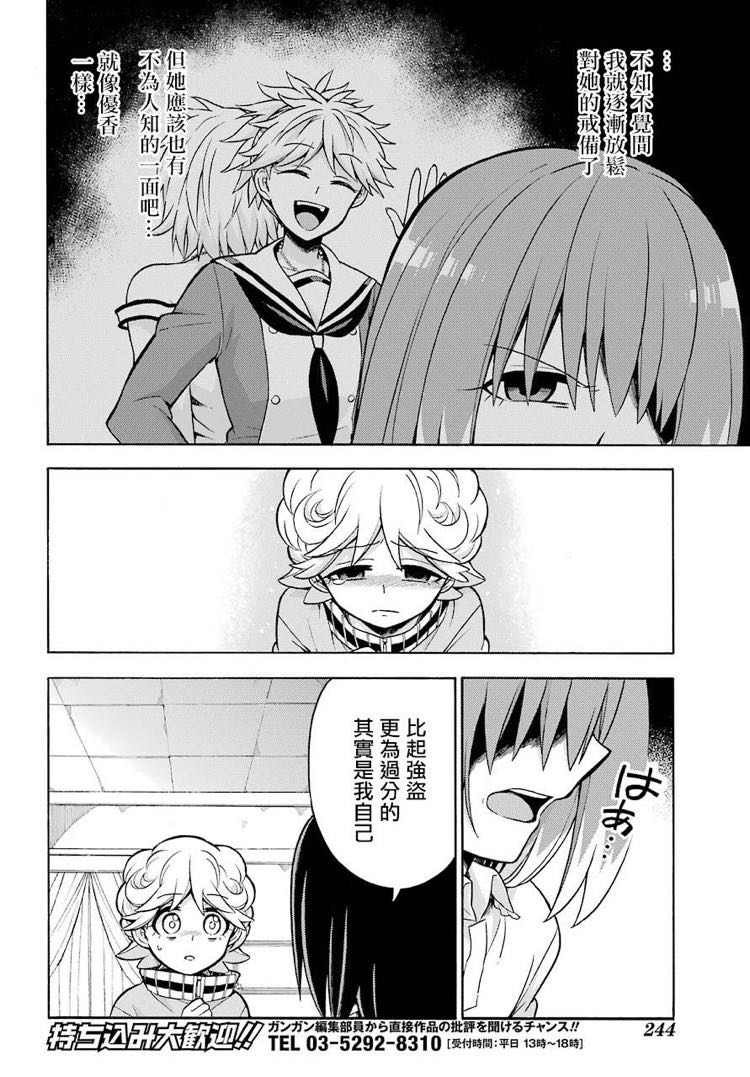 …
不知不覺間
我就逐漸放鬆
對她的戒備了
但她應該也有
不為人知的一面吧…
就像優香
一樣…
はぁ…
比起強盜
更為過分的
其實是我自己
持ち込み大歓迎!!
ガンガン編集部員から直接作品の批評を聞けるチャンス!!
TEL 03-5292-8310 [受付時間:平日 13時～18時]
244